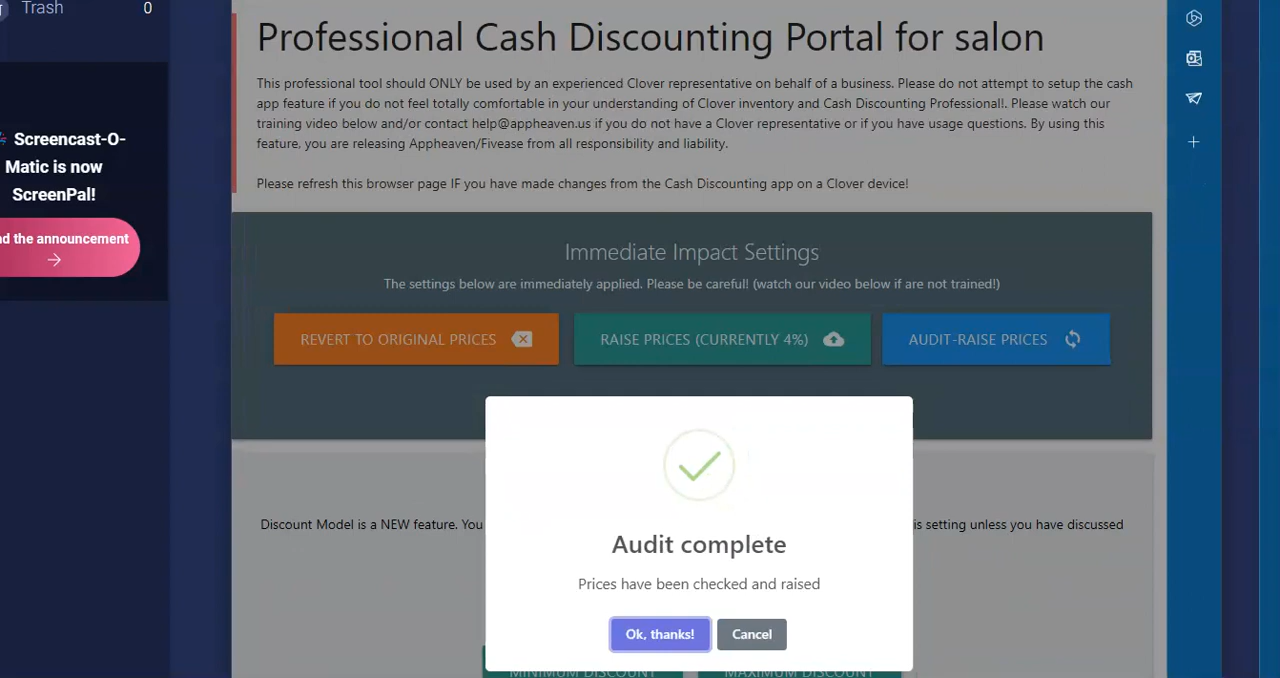 Trash 0
Screencast-O-
Matic is now
ScreenPal!
d the announcement
Professional Cash Discounting Portal for salon
This professional tool should ONLY be used by an experienced Clover representative on behalf of a business. Please do not attempt to setup the cash
app feature if you do not feel totally comfortable in your understanding of Clover inventory and Cash Discounting Professional!. Please watch our
training video below and/or contact help@appheaven.us if you do not have a Clover representative or if you have usage questions. By using this
feature, you are releasing Appheaven/Fivease from all responsibility and liability.
Please refresh this browser page IF you have made changes from the Cash Discounting app on a Clover device!
Immediate Impact Settings
The settings below are immediately applied. Please be careful! (watch our video below if are not trained!)
REVERT TO ORIGINAL PRICES
RAISE PRICES (CURRENTLY 4%)
AUDIT-RAISE PRICES
Discount Model is a NEW feature. You
is setting unless you have discussed
Audit complete
Prices have been checked and raised
Ok, thanks!
Cancel
MINIMUM DISCOUNT
MAXIMUM DISCOUNT